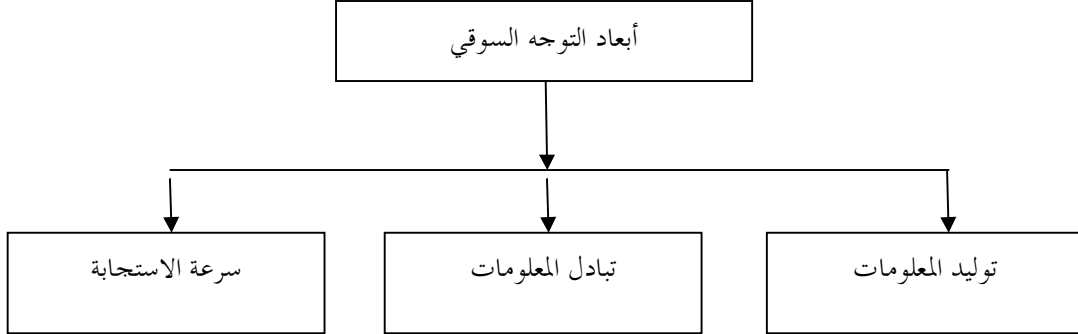 أبعاد التوجه السوقي
توليد المعلومات
تبادل المعلومات
سرعة الاستجابة